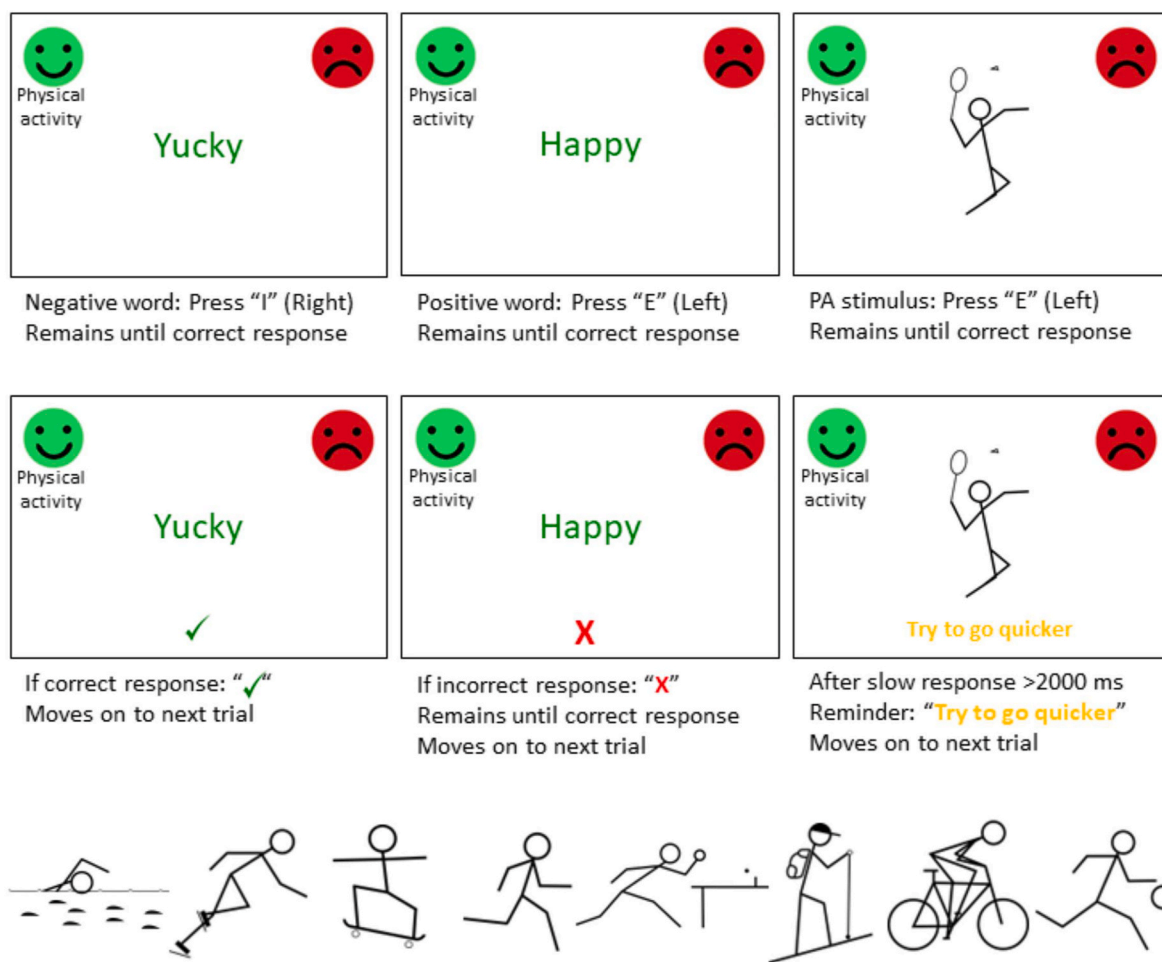 Physical
activity
Yucky
Physical
activity
Happy
Physical
activity
Negative word: Press “I” (Right)
Remains until correct response
Positive word: Press “E” (Left)
Remains until correct response
PA stimulus: Press “E” (Left)
Remains until correct response
Physical
activity
Yucky
✓
Physical
activity
Happy
X
Physical
activity
Try to go quicker
If correct response: “✓“
Moves on to next trial
If incorrect response: “X”
Remains until correct response
Moves on to next trial
After slow response >2000 ms
Reminder: “Try to go quicker”
Moves on to next trial